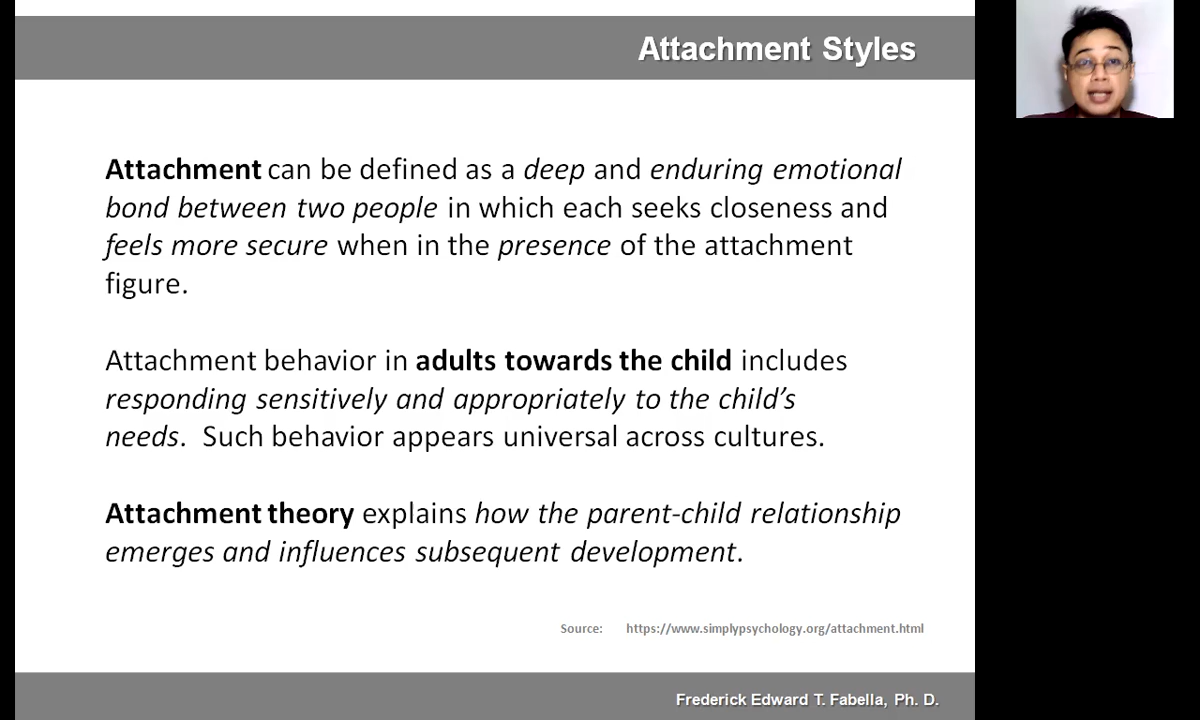 Attachment Styles
Attachment can be defined as a deep and enduring emotional
bond between two people in which each seeks closeness and
feels more secure when in the presence of the attachment
figure.
Attachment behavior in adults towards the child includes
responding sensitively and appropriately to the child’s
needs.  Such behavior appears universal across cultures.
Attachment theory explains how the parent-child relationship
emerges and influences subsequent development.
Source: https://www.simplypsychology.org/attachment.html
Frederick Edward T. Fabella, Ph. D.